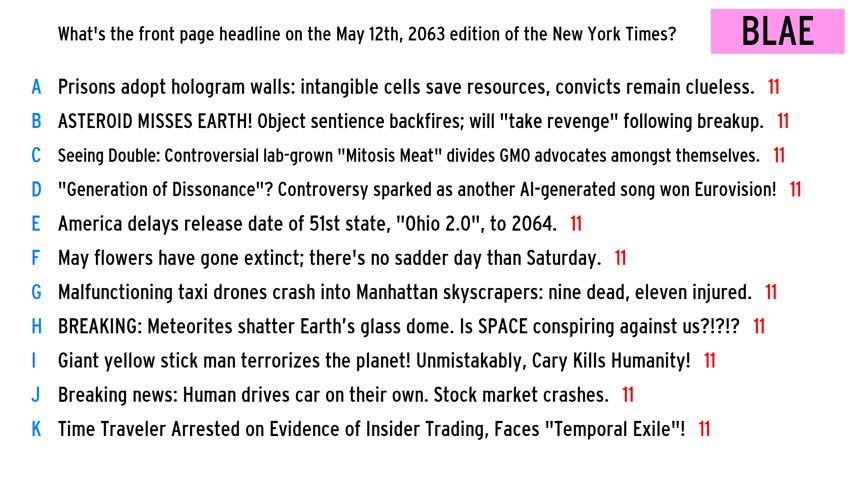 What's the front page headline on the May 12th, 2063 edition of the New York Times?
BLAE
A Prisons adopt hologram walls: intangible cells save resources, convicts remain clueless. 11
B ASTEROID MISSES EARTH! Object sentience backfires; will "take revenge" following breakup. 11
C Seeing Double: Controversial lab-grown "Mitosis Meat" divides GMO advocates amongst themselves. 11
D "Generation of Dissonance"? Controversy sparked as another AI-generated song won Eurovision! 11
E America delays release date of 51st state, "Ohio 2.0", to 2064. 11
F May flowers have gone extinct; there's no sadder day than Saturday. 11
G Malfunctioning taxi drones crash into Manhattan skyscrapers: nine dead, eleven injured. 11
H BREAKING: Meteorites shatter Earth’s glass dome. Is SPACE conspiring against us?!?!? 11
I Giant yellow stick man terrorizes the planet! Unmistakably, Cary Kills Humanity! 11
J Breaking news: Human drives car on their own. Stock market crashes. 11
K Time Traveler Arrested on Evidence of Insider Trading, Faces "Temporal Exile"! 11